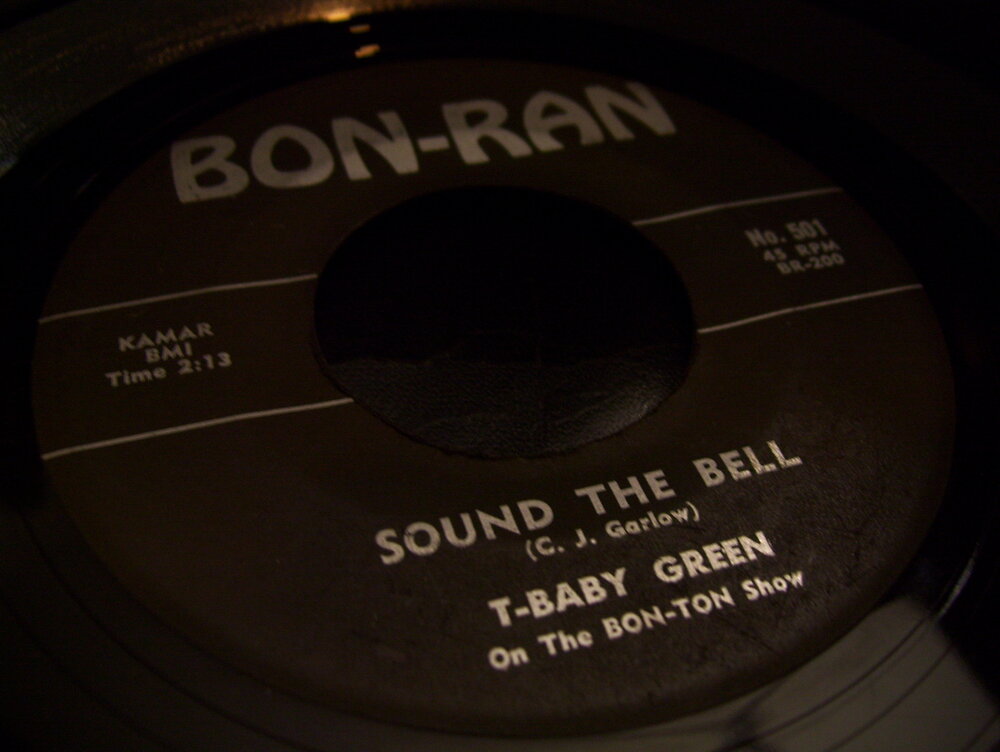 BON-RAN
No. 501
45 RPM
BR-200
KAMAR
BMI
Time 2:13
SOUND THE BELL
(C. J. Garlow)
T-BABY GREEN
On The BON-TON Show